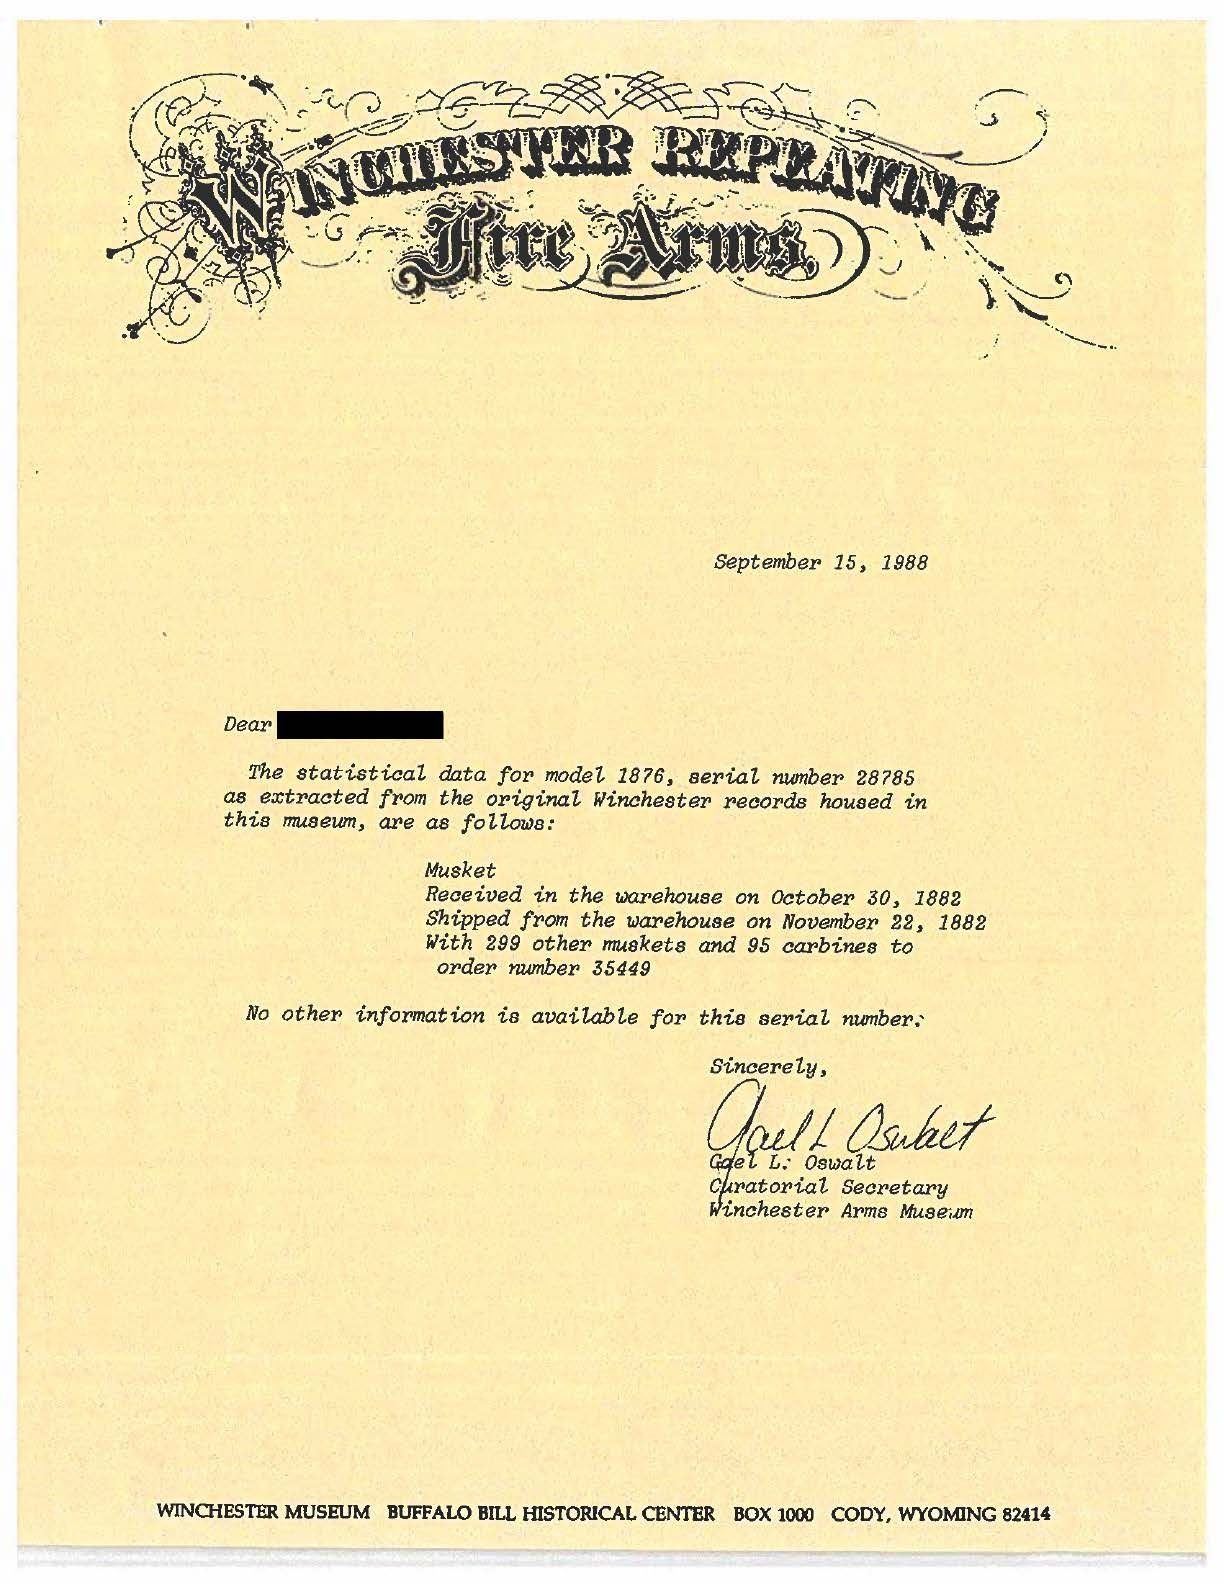 WINCHESTER REPEATING
Fire Arms,
September 15, 1988
Dear
The statistical data for model 1876, serial number 28785
as extracted from the original Winchester records housed in
this museum, are as follows:
Musket
Received in the warehouse on October 30, 1882
Shipped from the warehouse on November 22, 1882
With 299 other muskets and 95 carbines to
order number 35449
No other information is available for this serial number.
Sincerely,
Gael L Oswalt
Gael L. Oswalt
Curatorial Secretary
Winchester Arms Museum
WINCHESTER MUSEUM BUFFALO BILL HISTORICAL CENTER BOX 1000 CODY, WYOMING 82414